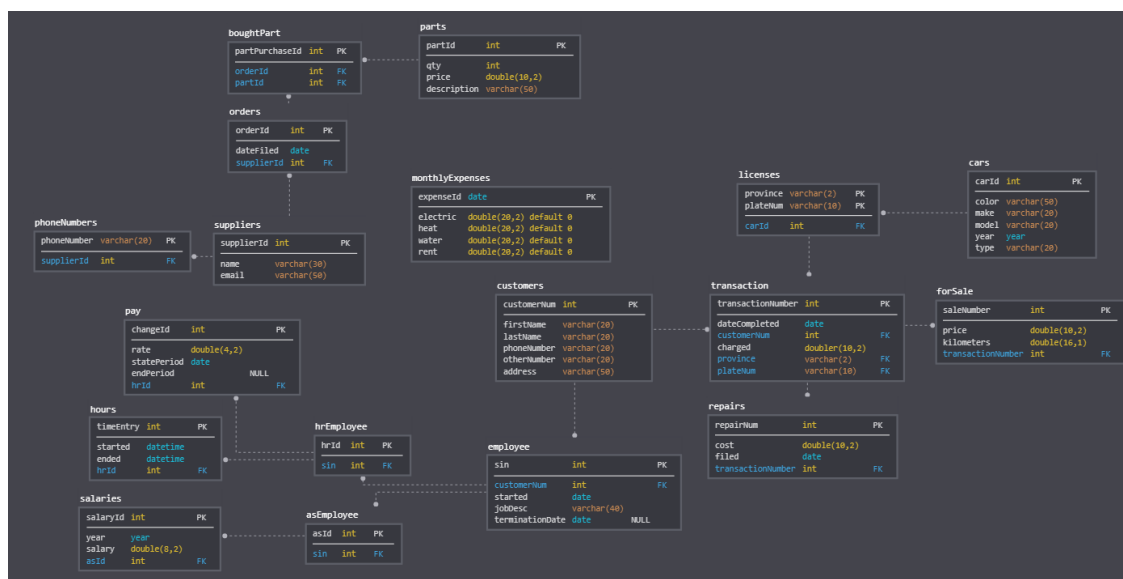 boughtPart
partPurchaseId int PK
orderId int FK
partId int FK
parts
partId int PK
qty int
price double(10,2)
description varchar(50)
orders
orderId int PK
dateFiled date
supplierId int FK
monthlyExpenses
expenseId date PK
electric double(20,2) default 0
heat double(20,2) default 0
water double(20,2) default 0
rent double(20,2) default 0
licenses
province varchar(2) PK
plateNum varchar(10) PK
carId int FK
cars
carId int PK
color varchar(50)
make varchar(20)
model varchar(20)
year year
type varchar(20)
phoneNumbers
phoneNumber varchar(20) PK
supplierId int FK
suppliers
supplierId int PK
name varchar(30)
email varchar(50)
customers
customerNum int PK
firstName varchar(20)
lastName varchar(20)
phoneNumber varchar(20)
otherNumber varchar(20)
address varchar(50)
transaction
transactionNumber int PK
dateCompleted date
customerNum int FK
charged doubler(10,2)
province varchar(2) FK
plateNum varchar(10) FK
forSale
saleNumber int PK
price double(10,2)
kilometers double(16,1)
transactionNumber int FK
pay
changeId int PK
rate double(4,2)
statePeriod date
endPeriod NULL
hrId int FK
hours
timeEntry int PK
started datetime
ended datetime
hrId int FK
hrEmployee
hrId int PK
sin int FK
employee
sin int PK
customerNum int FK
started date
jobDesc varchar(40)
terminationDate date NULL
repairs
repairNum int PK
cost double(10,2)
filed date
transactionNumber int FK
salaries
salaryId int PK
year year
salary double(8,2)
asId int FK
asEmployee
asId int PK
sin int FK